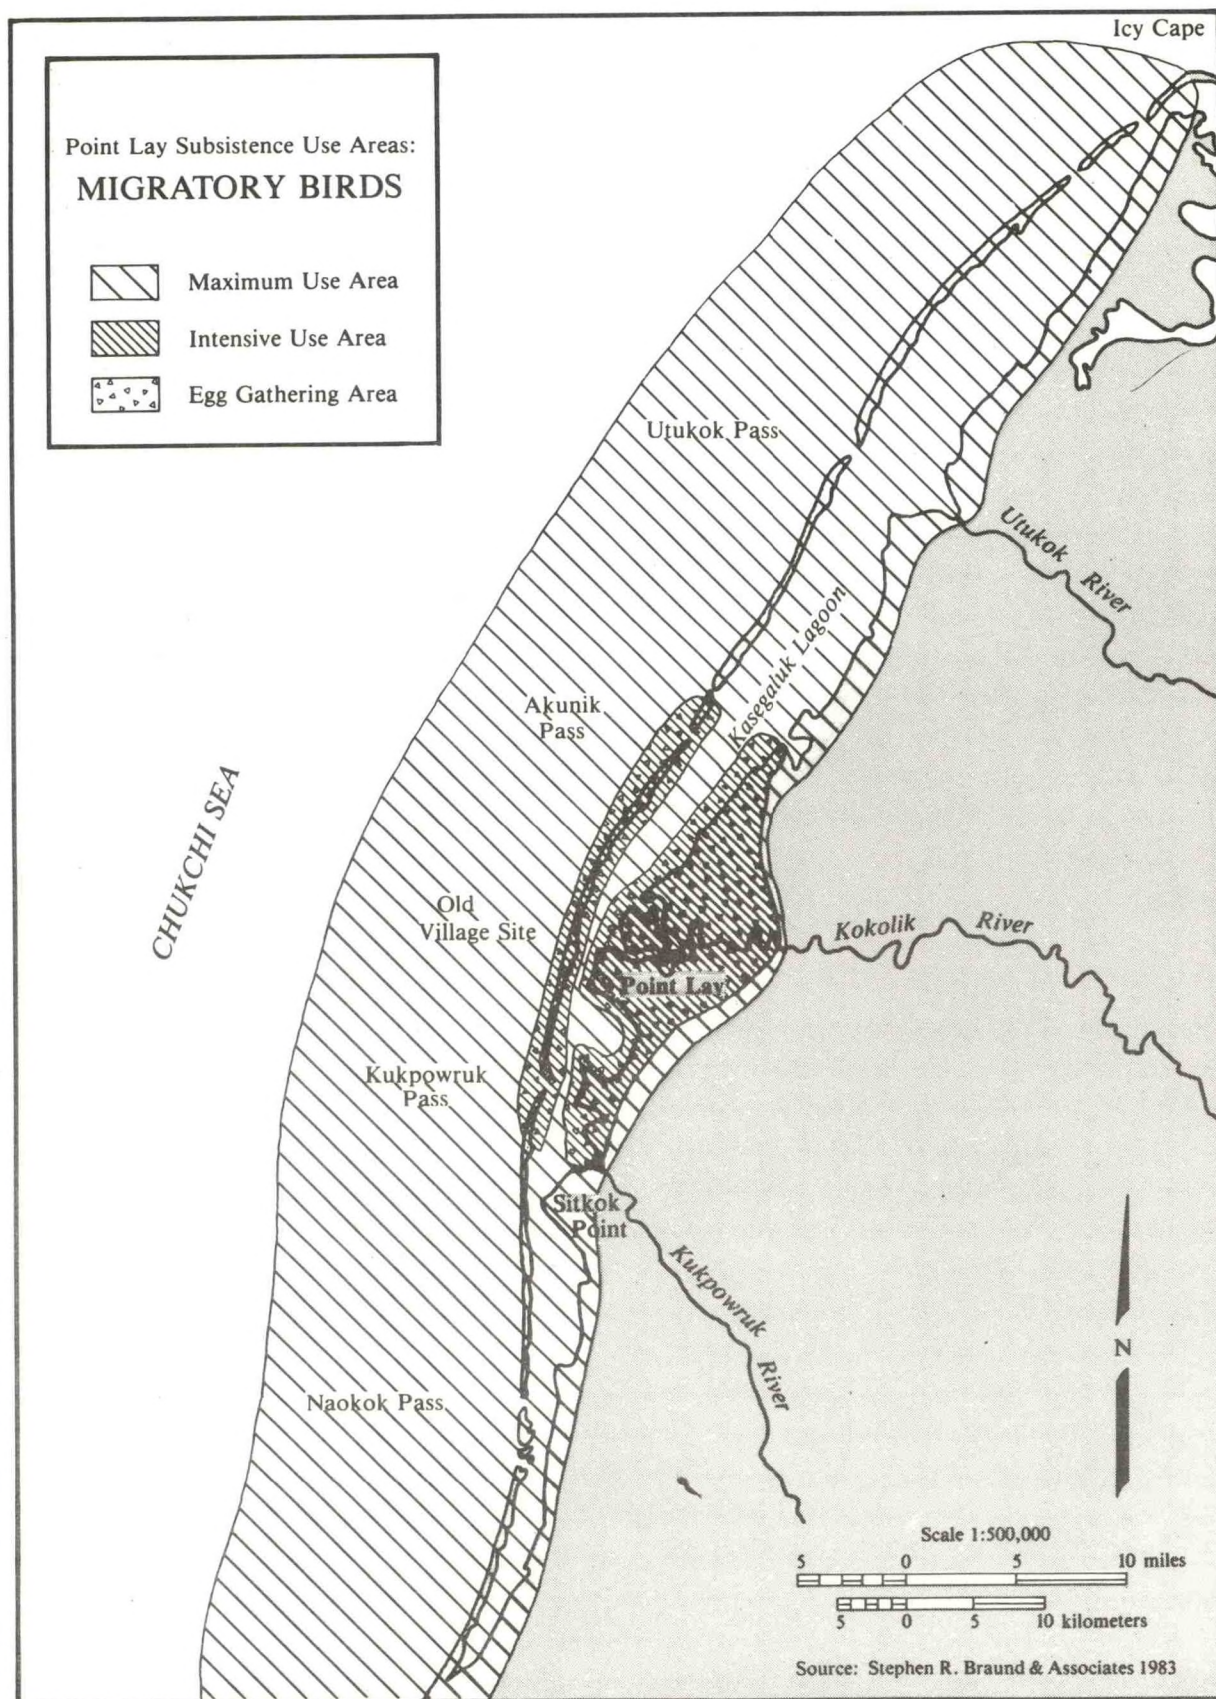 Icy Cape
Point Lay Subsistence Use Areas:
MIGRATORY BIRDS
Maximum Use Area
Intensive Use Area
Egg Gathering Area
Utukok Pass
Utukok River
Kasegaluk Lagoon
Akunik
Pass
CHUKCHI SEA
Old
Village Site
Kokolik River
Point Lay
Kukpowruk
Pass
Sitkok
Point
Kukpowruk River
N
Naokok Pass
Scale 1:500,000
5 0 5 10 miles
5 0 5 10 kilometers
Source: Stephen R. Braund & Associates 1983